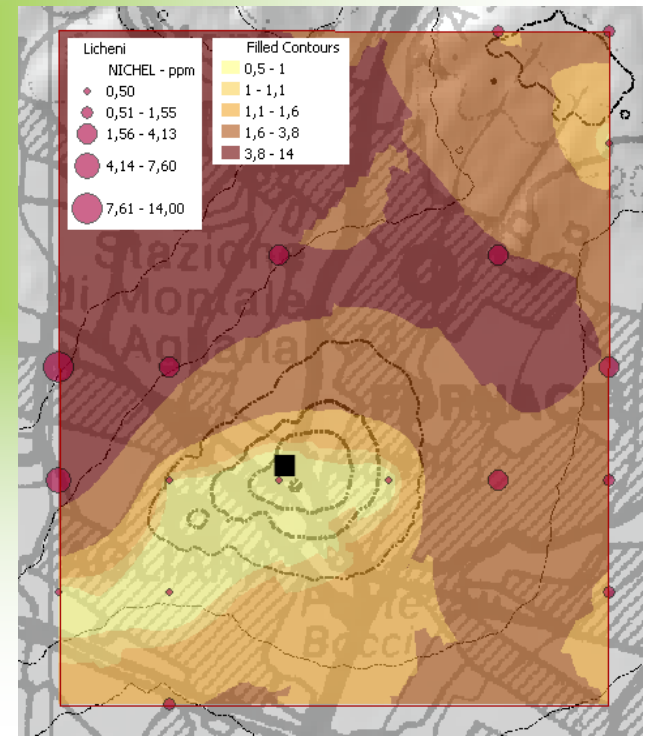 Licheni
NICHEL - ppm
0,50
0,51 - 1,55
1,56 - 4,13
4,14 - 7,60
7,61 - 14,00
Filled Contours
0,5 - 1
1 - 1,1
1,1 - 1,6
1,6 - 3,8
3,8 - 14
Stazione
di Montale
Agliana